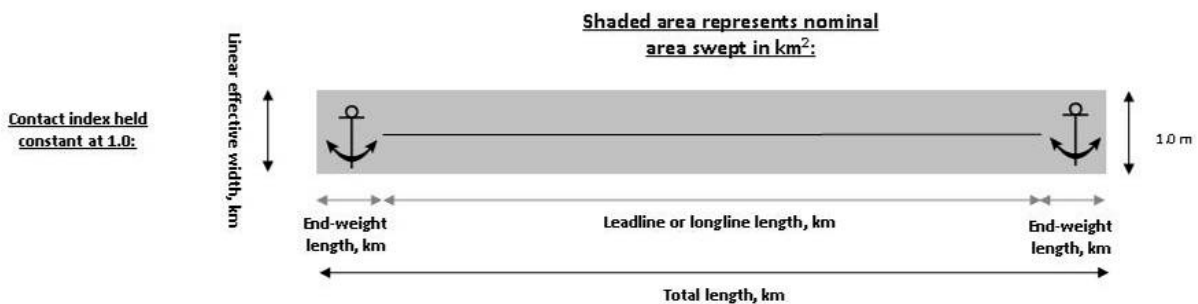 Shaded area represents nominal
area swept in km²:
Linear effective
width, km
Contact index held
constant at 1.0:
1.0 m
End-weight
length, km
Leadline or longline length, km
End-weight
length, km
Total length, km